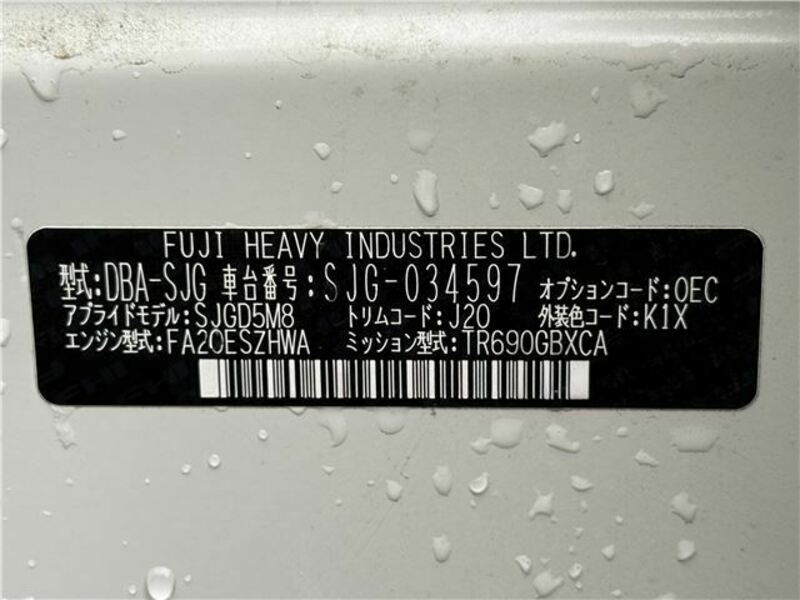 FUJI HEAVY INDUSTRIES LTD.
型式:DBA-SJG 車台番号:SJG-034597 オプションコード:OEC
アプライドモデル:SJGD5M8 トリムコード:J20 外装色コード:K1X
エンジン型式:FA20ESZHWA ミッション型式:TR690GBXCA